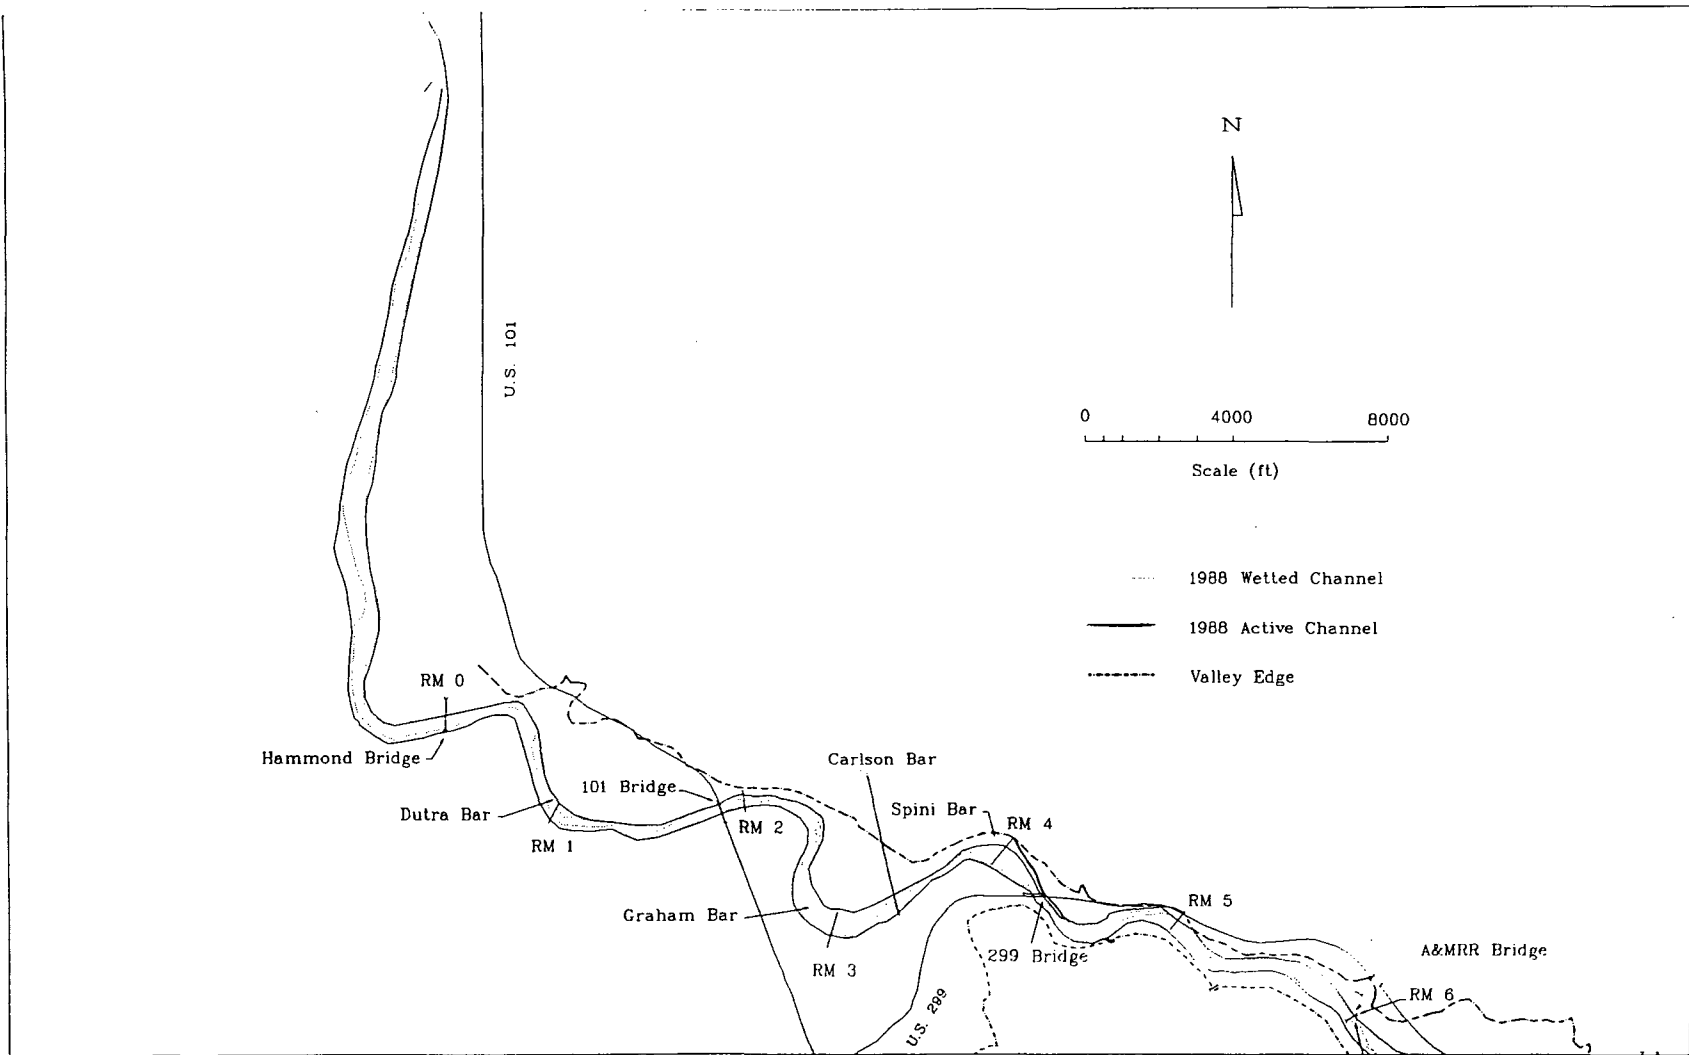 N
U.S. 101
0 4000 8000
Scale (ft)
1988 Wetted Channel
1988 Active Channel
Valley Edge
RM 0
Hammond Bridge
Carlson Bar
101 Bridge
Dutra Bar
Spini Bar
RM 2
RM 4
RM 1
RM 5
Graham Bar
299 Bridge
A&MRR Bridge
RM 3
RM 6
U.S. 299